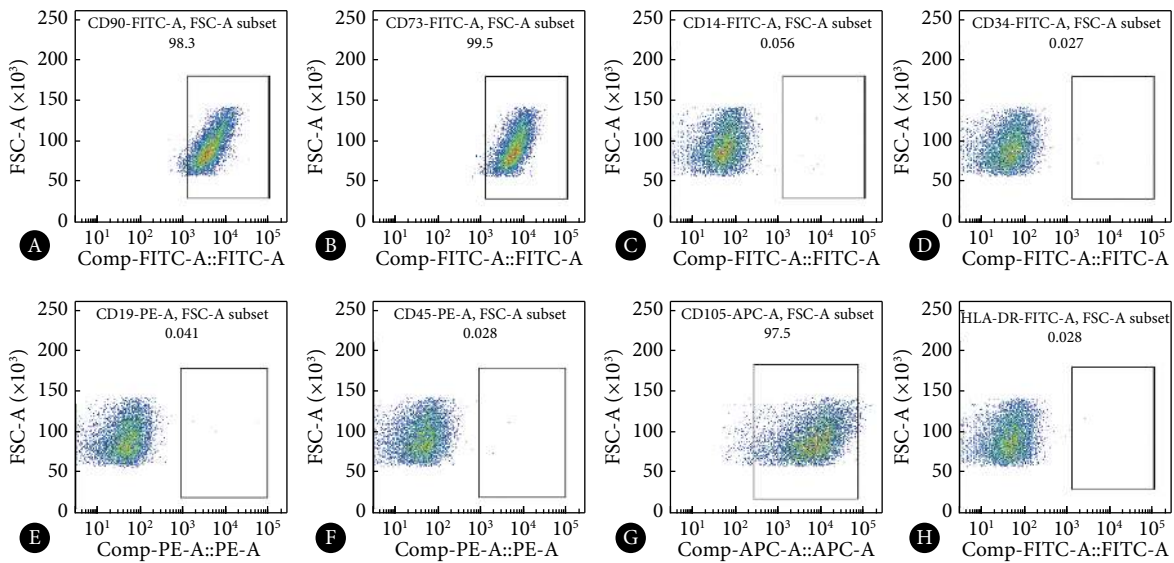 CD90-FITC-A, FSC-A subset
98.3
250
200
150
100
50
0
FSC-A (×10³)
10¹ 10² 10³ 10⁴ 10⁵
Comp-FITC-A::FITC-A
A
CD73-FITC-A, FSC-A subset
99.5
250
200
150
100
50
0
FSC-A (×10³)
10¹ 10² 10³ 10⁴ 10⁵
Comp-FITC-A::FITC-A
B
CD14-FITC-A, FSC-A subset
0.056
250
200
150
100
50
0
FSC-A (×10³)
10¹ 10² 10³ 10⁴ 10⁵
Comp-FITC-A::FITC-A
C
CD34-FITC-A, FSC-A subset
0.027
250
200
150
100
50
0
FSC-A (×10³)
10¹ 10² 10³ 10⁴ 10⁵
Comp-FITC-A::FITC-A
D
CD19-PE-A, FSC-A subset
0.041
250
200
150
100
50
0
FSC-A (×10³)
10¹ 10² 10³ 10⁴ 10⁵
Comp-PE-A::PE-A
E
CD45-PE-A, FSC-A subset
0.028
250
200
150
100
50
0
FSC-A (×10³)
10¹ 10² 10³ 10⁴ 10⁵
Comp-PE-A::PE-A
F
CD105-APC-A, FSC-A subset
97.5
250
200
150
100
50
0
FSC-A (×10³)
10¹ 10² 10³ 10⁴ 10⁵
Comp-APC-A::APC-A
G
HLA-DR-FITC-A, FSC-A subset
0.028
250
200
150
100
50
0
FSC-A (×10³)
10¹ 10² 10³ 10⁴ 10⁵
Comp-FITC-A::FITC-A
H